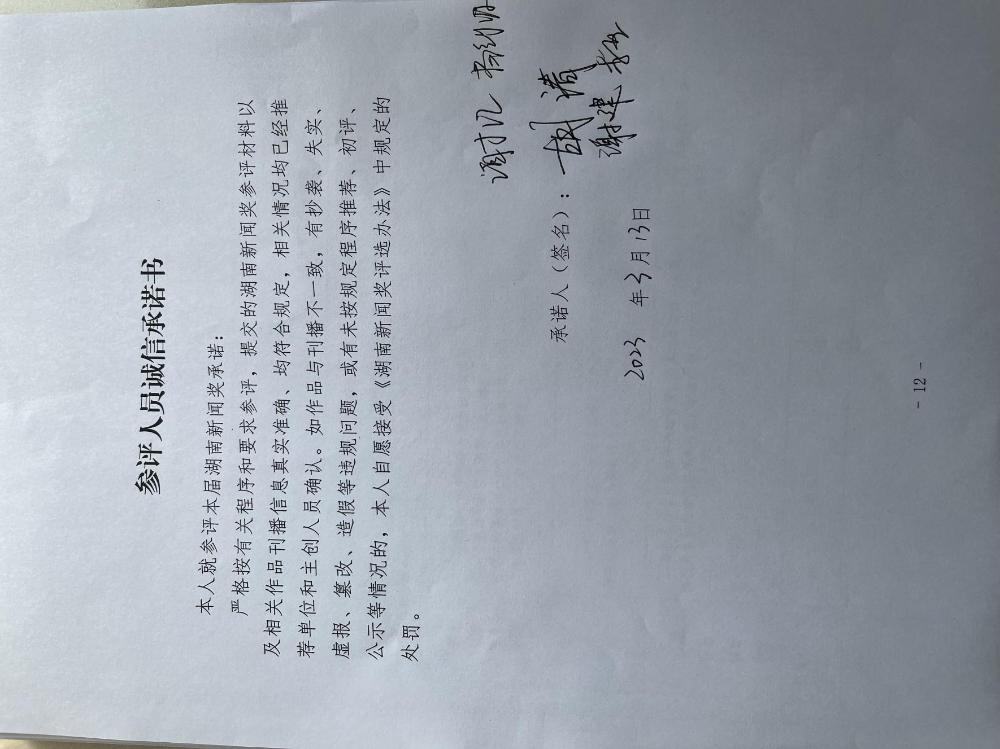 参评人员诚信承诺书
本人就参评本届湖南新闻奖承诺：
严格按有关程序和要求参评，提交的湖南新闻奖参评材料以
及相关作品刊播信息真实准确、均符合规定，相关情况均已经推
荐单位和主创人员确认。如作品与刊播不一致，有抄袭、失实、
虚报、篡改、造假等违规问题，或有未按规定程序推荐、初评、
公示等情况的，本人自愿接受《湖南新闻奖评选办法》中规定的
处罚。
承诺人（签名）：
谢建
2023 年 3 月 13 日
- 12 -